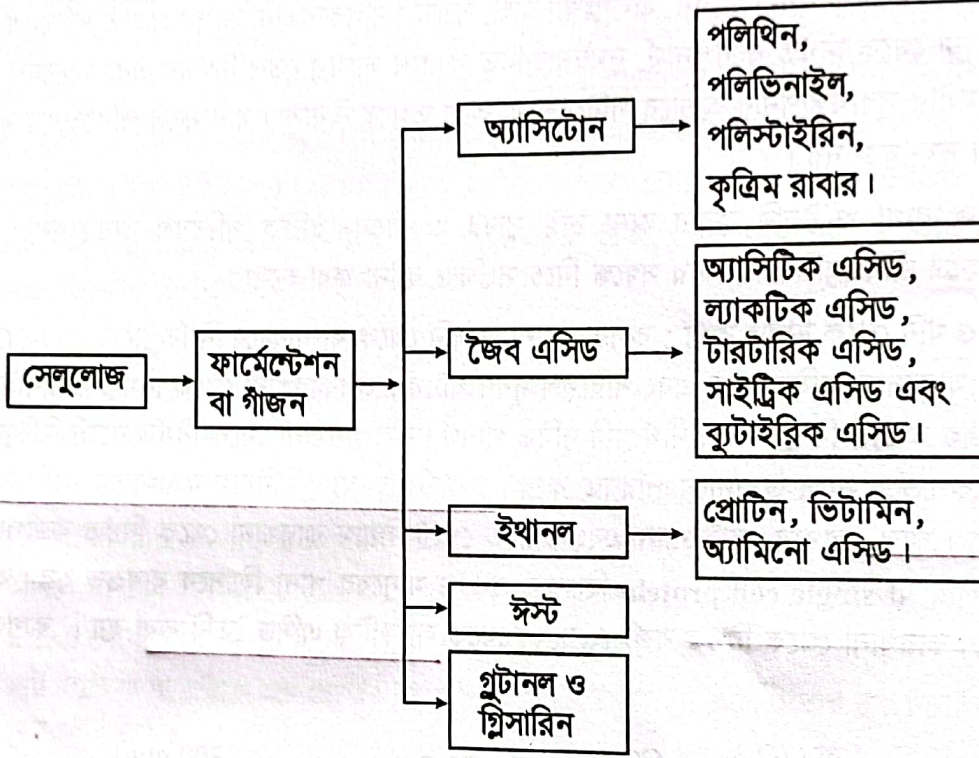 সেলুলোজ
ফার্মেন্টেশন
বা গাঁজন
অ্যাসিটোন
পলিথিন,
পলিভিনাইল,
পলিস্টাইরিন,
কৃত্রিম রাবার।
জৈব এসিড
অ্যাসিটিক এসিড,
ল্যাকটিক এসিড,
টারটারিক এসিড,
সাইট্রিক এসিড এবং
ব্যুটাইরিক এসিড।
ইথানল
প্রোটিন, ভিটামিন,
অ্যামিনো এসিড।
ঈস্ট
গ্লুটানল ও
গ্লিসারিন